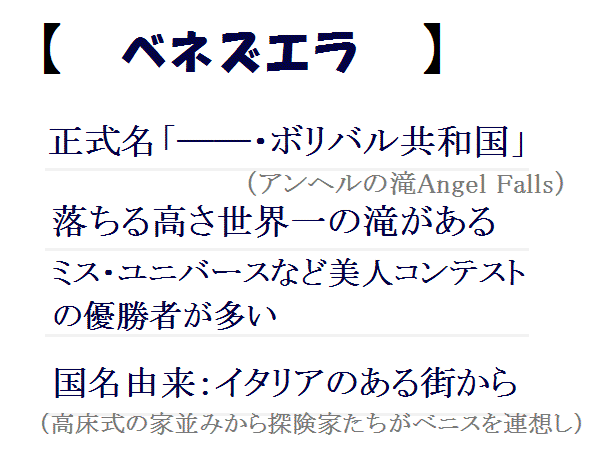 【 ベネズエラ 】
正式名「――・ボリバル共和国」
(アンヘルの滝Angel Falls)
落ちる高さ世界一の滝がある
ミス・ユニバースなど美人コンテスト
の優勝者が多い
国名由来：イタリアのある街から
(高床式の家並みから探険家たちがベニスを連想し)